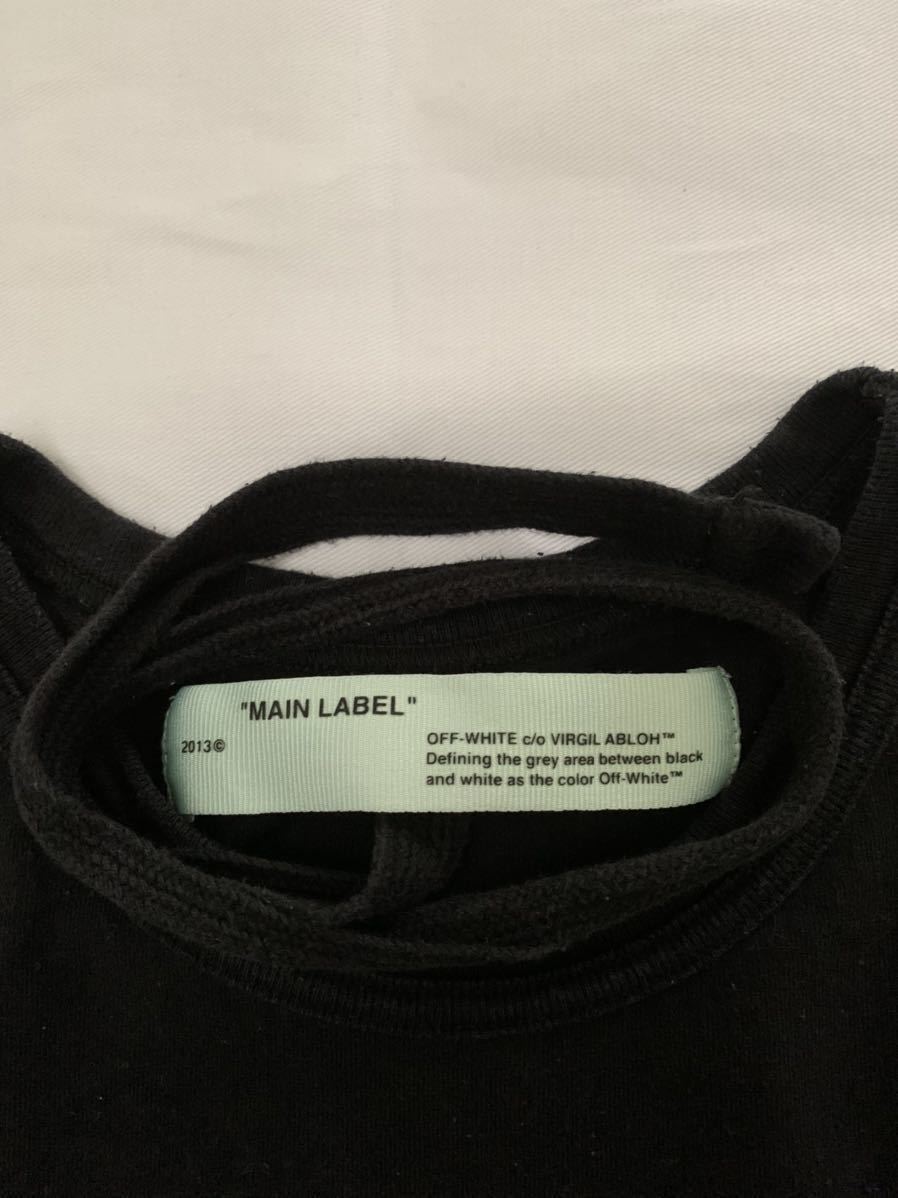 "MAIN LABEL"
2013©
OFF-WHITE c/o VIRGIL ABLOH™
Defining the grey area between black
and white as the color Off-White™